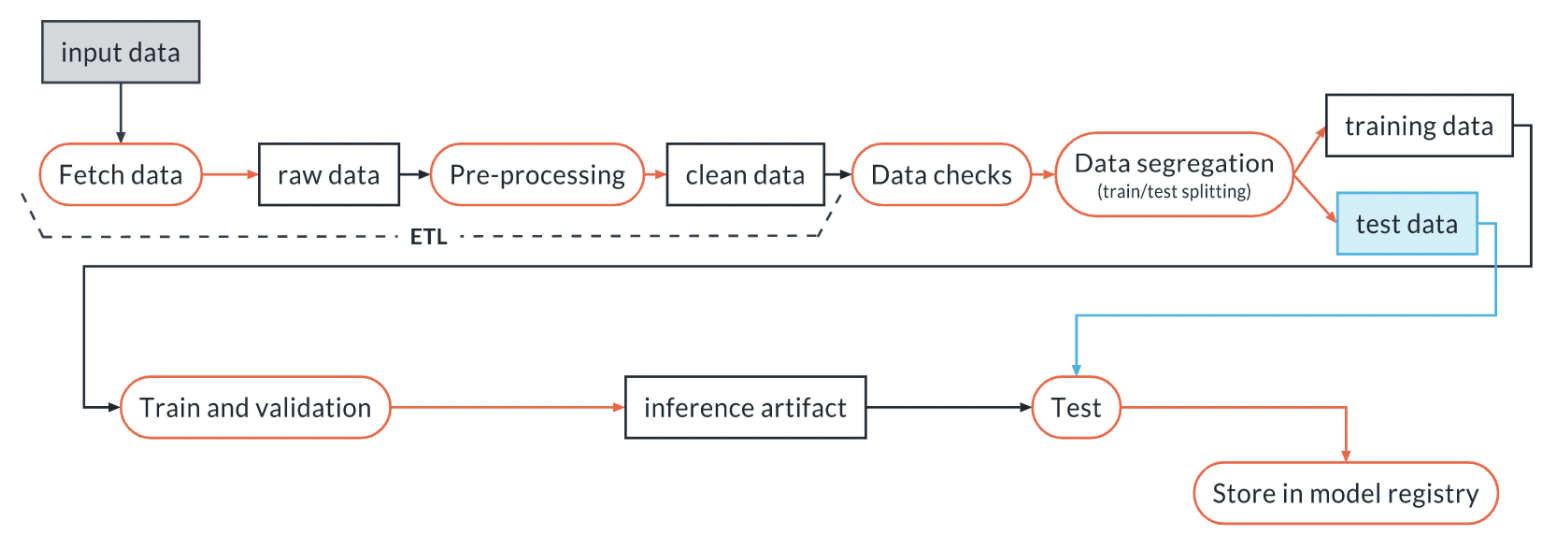 input data
Fetch data
raw data
Pre-processing
clean data
Data checks
Data segregation
(train/test splitting)
training data
test data
ETL
Train and validation
inference artifact
Test
Store in model registry